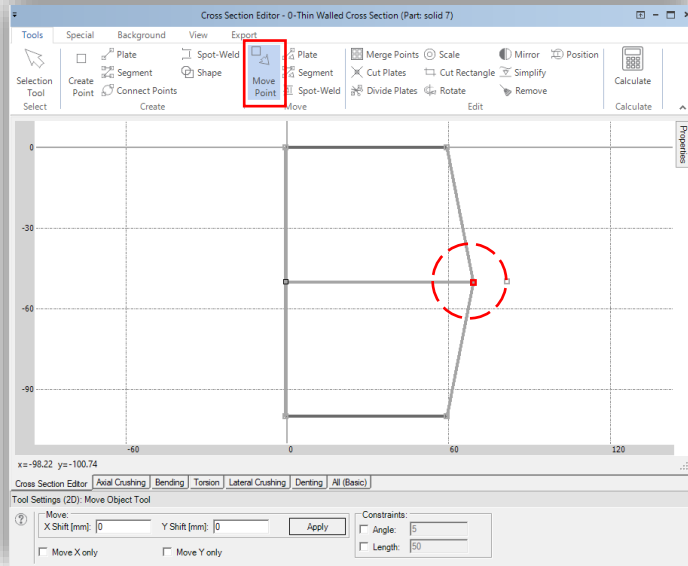 Cross Section Editor - 0-Thin Walled Cross Section (Part: solid 7)
Tools Special Background View Export
Selection Tool
Select
Create Point
Plate
Segment
Connect Points
Spot-Weld
Shape
Create
Move Point
Plate
Segment
Spot-Weld
Move
Merge Points
Cut Plates
Divide Plates
Scale
Cut Rectangle
Rotate
Mirror
Simplify
Remove
Position
Edit
Calculate
Calculate
Properties
0
-30
-60
-90
-60 0 60 120
x=-98.22 y=-100.74
Cross Section Editor Axial Crushing Bending Torsion Lateral Crushing Denting All (Basic)
Tool Settings (2D): Move Object Tool
Move:
X Shift [mm]: 0 Y Shift [mm]: 0 Apply
Move X only Move Y only
Constraints:
Angle: 5
Length: 50